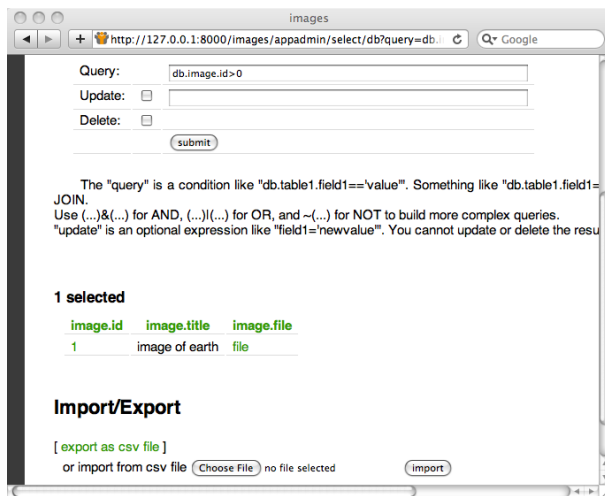 images
http://127.0.0.1:8000/images/appadmin/select/db?query=db.
Google
Query: db.image.id>0
Update:
Delete:
submit
The "query" is a condition like "db.table1.field1=='value'". Something like "db.table1.field1=
JOIN.
Use (...)&(...) for AND, (...)|(...) for OR, and ~(...) for NOT to build more complex queries.
"update" is an optional expression like "field1='newvalue'". You cannot update or delete the resu
1 selected
image.id image.title image.file
1 image of earth file
Import/Export
[ export as csv file ]
or import from csv file Choose File no file selected import